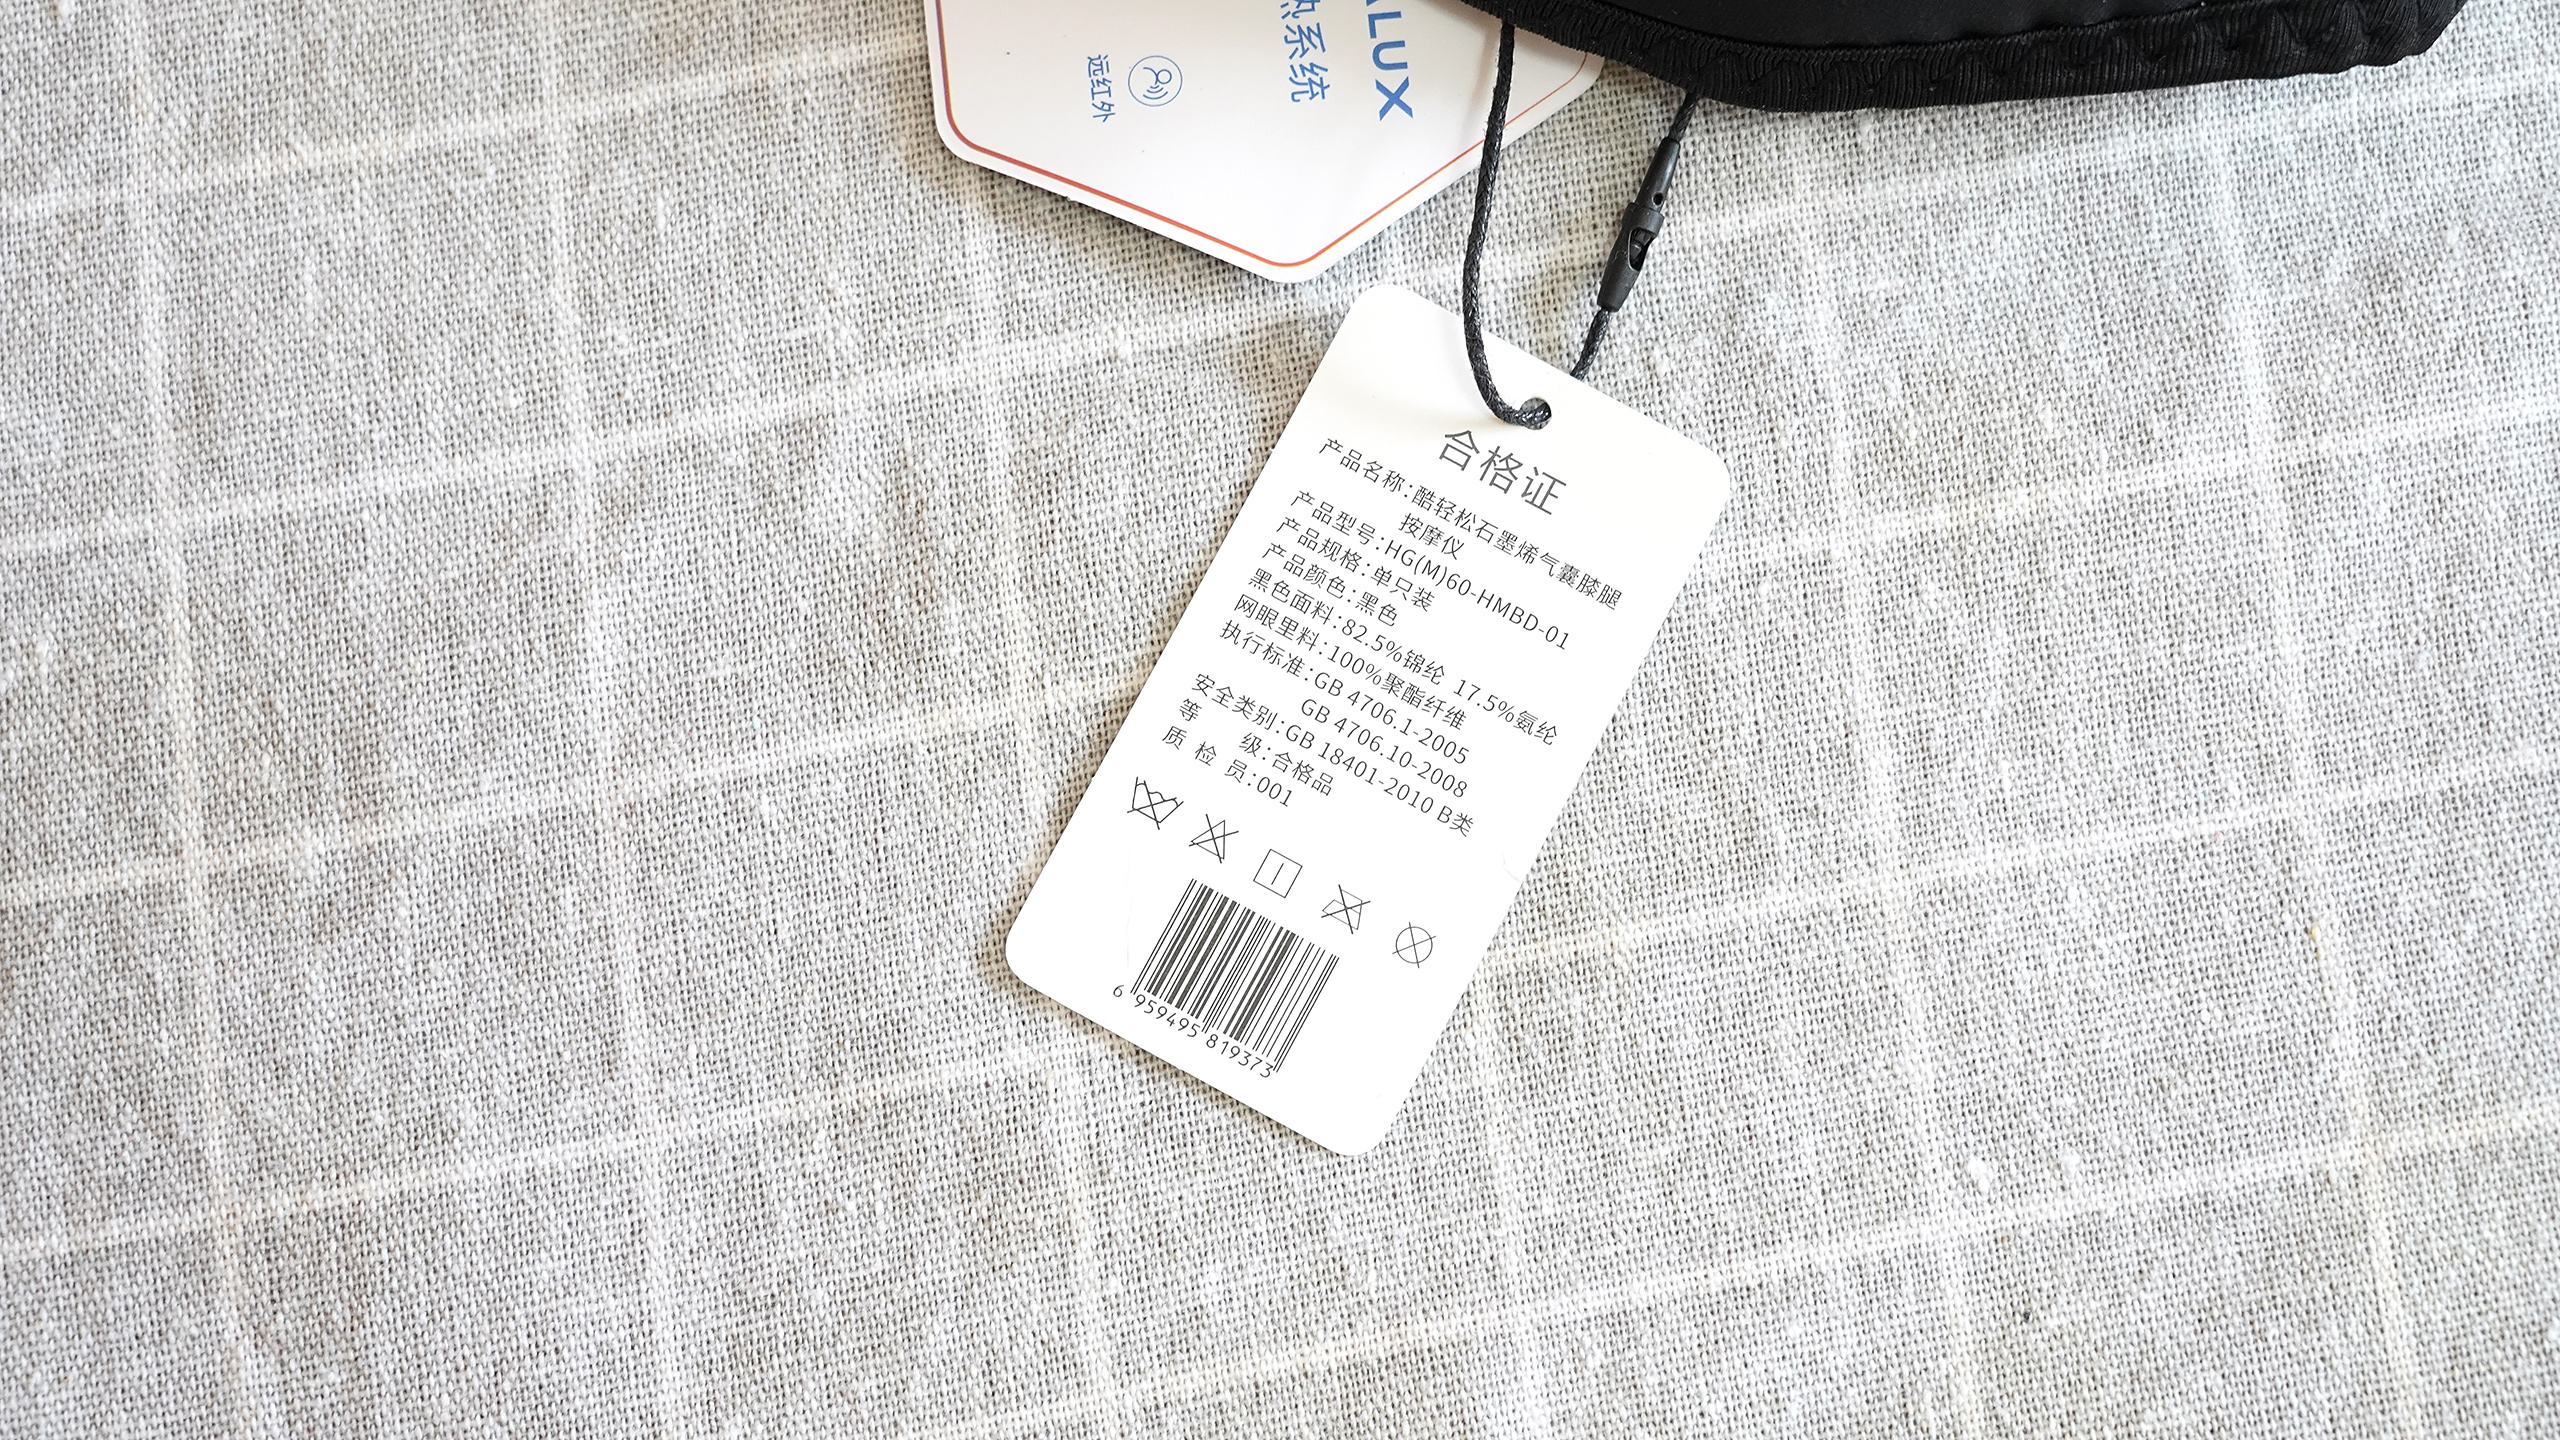 ALUX
热系统
远红外
合格证
产品名称:酷轻松石墨烯气囊膝腿
按摩仪
产品型号:HG(M)60-HMBD-01
产品规格:单只装
产品颜色:黑色
黑色面料:82.5%锦纶 17.5%氨纶
网眼里料:100%聚酯纤维
执行标准:GB 4706.1-2005
GB 4706.10-2008
安全类别:GB 18401-2010 B类
等 级:合格品
质 检 员:001
6 959495 819373